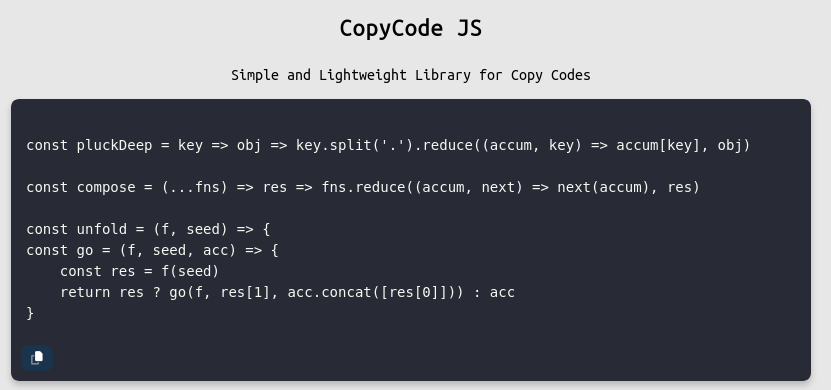 CopyCode JS
Simple and Lightweight Library for Copy Codes
const pluckDeep = key => obj => key.split('.').reduce((accum, key) => accum[key], obj)
const compose = (...fns) => res => fns.reduce((accum, next) => next(accum), res)
const unfold = (f, seed) => {
const go = (f, seed, acc) => {
    const res = f(seed)
    return res ? go(f, res[1], acc.concat([res[0]])) : acc
}